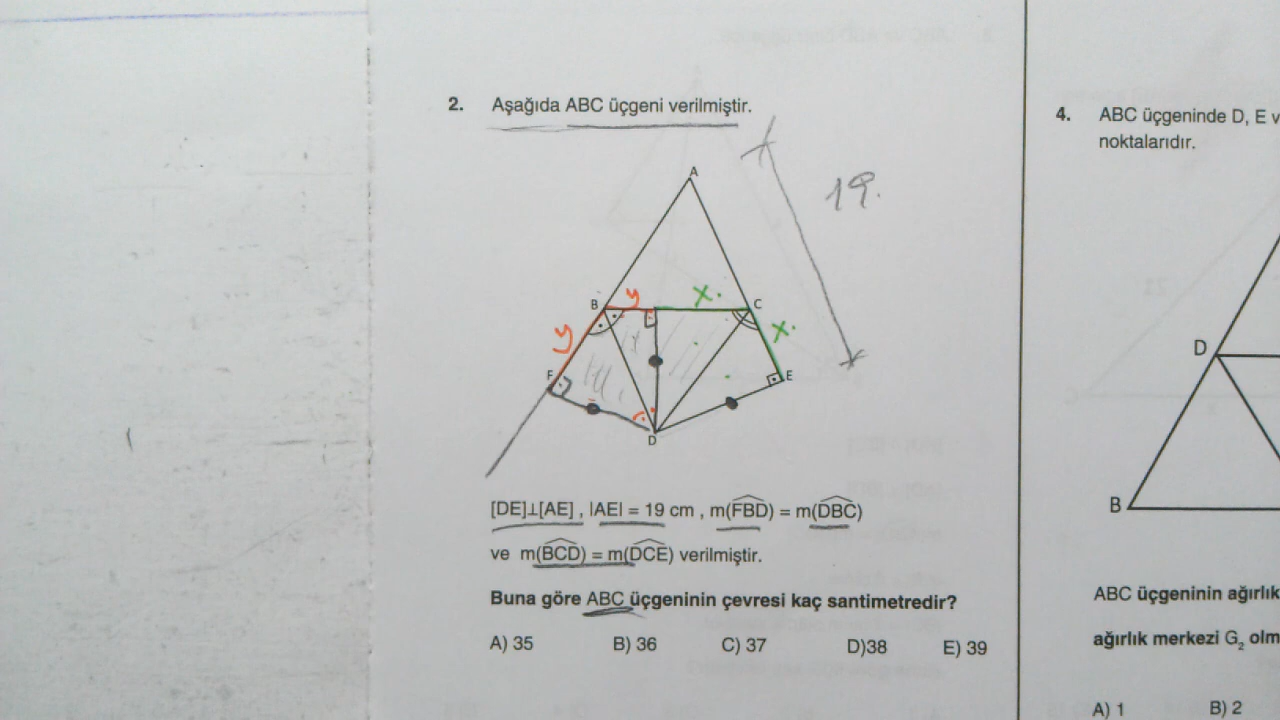 2. Aşağıda ABC üçgeni verilmiştir.
A
19.
B
y
x.
C
y
x.
F
E
D
[DE]⊥[AE] , |AE| = 19 cm , m(FBD) = m(DBC)
ve m(BCD) = m(DCE) verilmiştir.
Buna göre ABC üçgeninin çevresi kaç santimetredir?
A) 35 B) 36 C) 37 D)38 E) 39
4. ABC üçgeninde D, E v
noktalarıdır.
D
B
ABC üçgeninin ağırlık
ağırlık merkezi G₂ olm
A) 1 B) 2